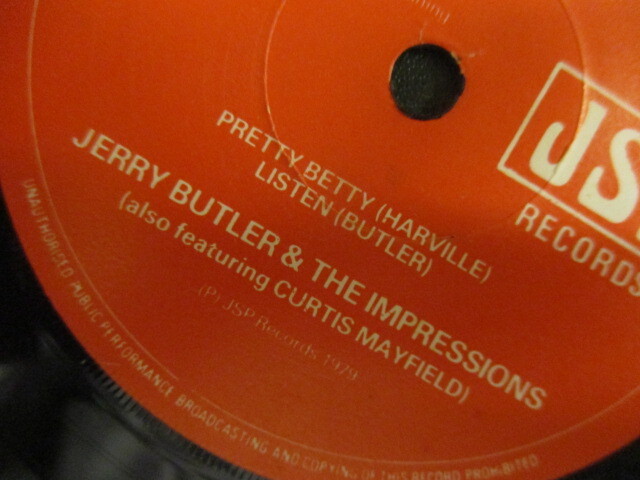 JS
RECORDS
PRETTY BETTY (HARVILLE)
LISTEN (BUTLER)
JERRY BUTLER & THE IMPRESSIONS
(also featuring CURTIS MAYFIELD)
(P) JSP Records 1979
UNAUTHORISED PUBLIC PERFORMANCE, BROADCASTING AND COPYING OF THIS RECORD PROHIBITED